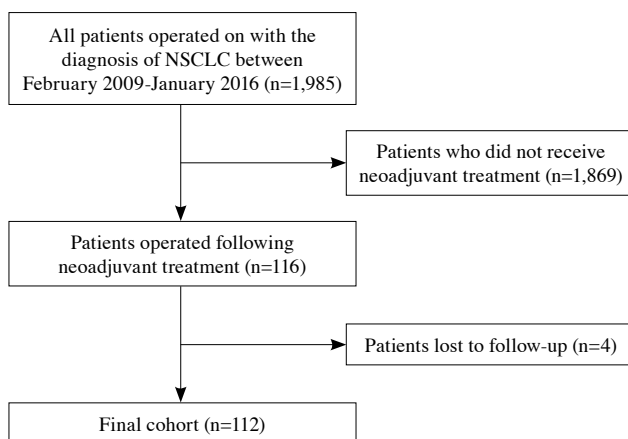 All patients operated on with the
diagnosis of NSCLC between
February 2009-January 2016 (n=1,985)
Patients who did not receive
neoadjuvant treatment (n=1,869)
Patients operated following
neoadjuvant treatment (n=116)
Patients lost to follow-up (n=4)
Final cohort (n=112)